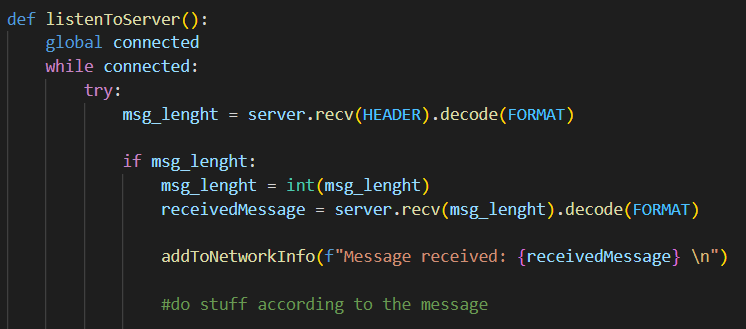 def listenToServer():
global connected
while connected:
try:
msg_lenght = server.recv(HEADER).decode(FORMAT)
if msg_lenght:
msg_lenght = int(msg_lenght)
receivedMessage = server.recv(msg_lenght).decode(FORMAT)
addToNetworkInfo(f"Message received: {receivedMessage} \n")
#do stuff according to the message